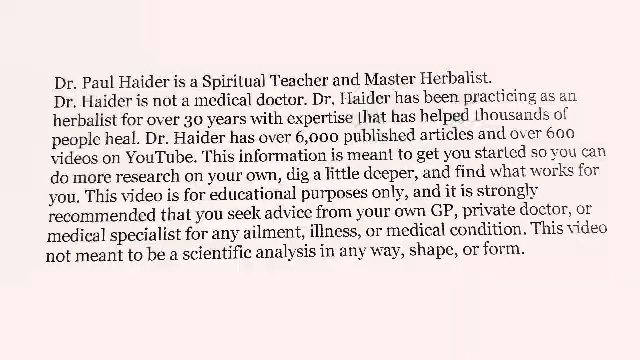 Dr. Paul Haider is a Spiritual Teacher and Master Herbalist.
Dr. Haider is not a medical doctor. Dr. Haider has been practicing as an
herbalist for over 30 years with expertise that has helped thousands of
people heal. Dr. Haider has over 6,000 published articles and over 600
videos on YouTube. This information is meant to get you started so you can
do more research on your own, dig a little deeper, and find what works for
you. This video is for educational purposes only, and it is strongly
recommended that you seek advice from your own GP, private doctor, or
medical specialist for any ailment, illness, or medical condition. This video
not meant to be a scientific analysis in any way, shape, or form.